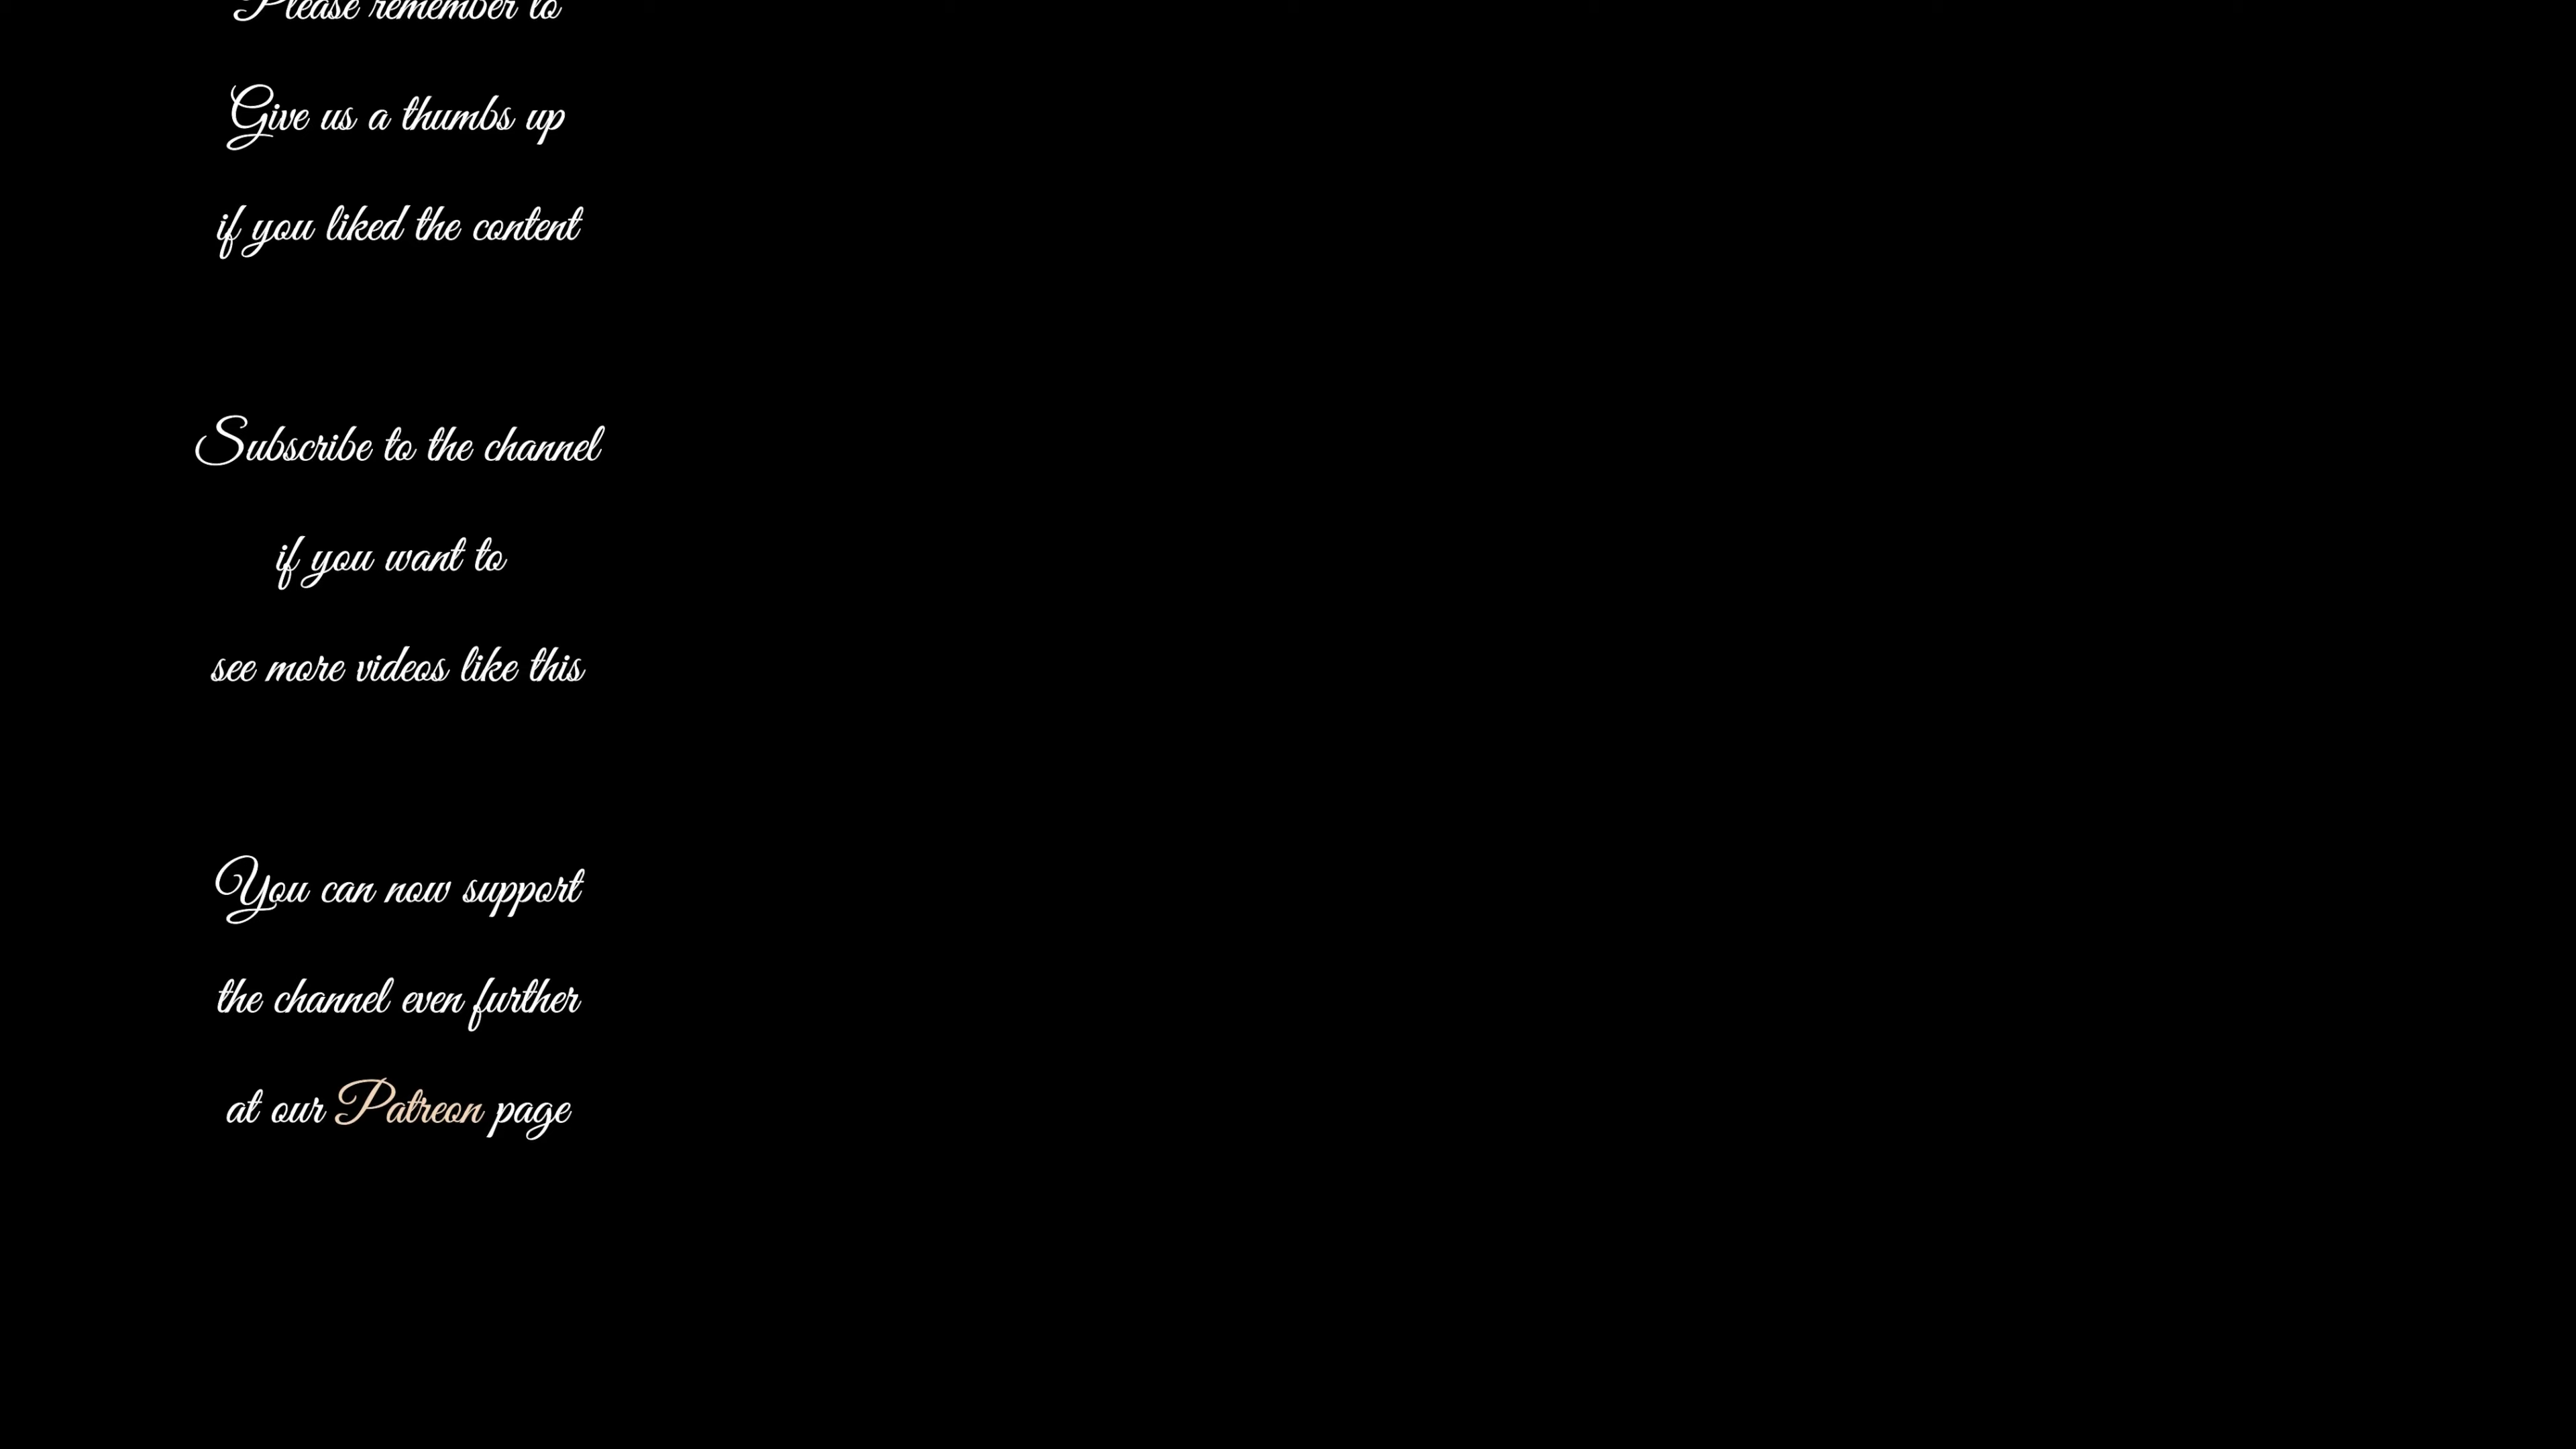 Please remember to
Give us a thumbs up
if you liked the content
Subscribe to the channel
if you want to
see more videos like this
You can now support
the channel even further
at our Patreon page